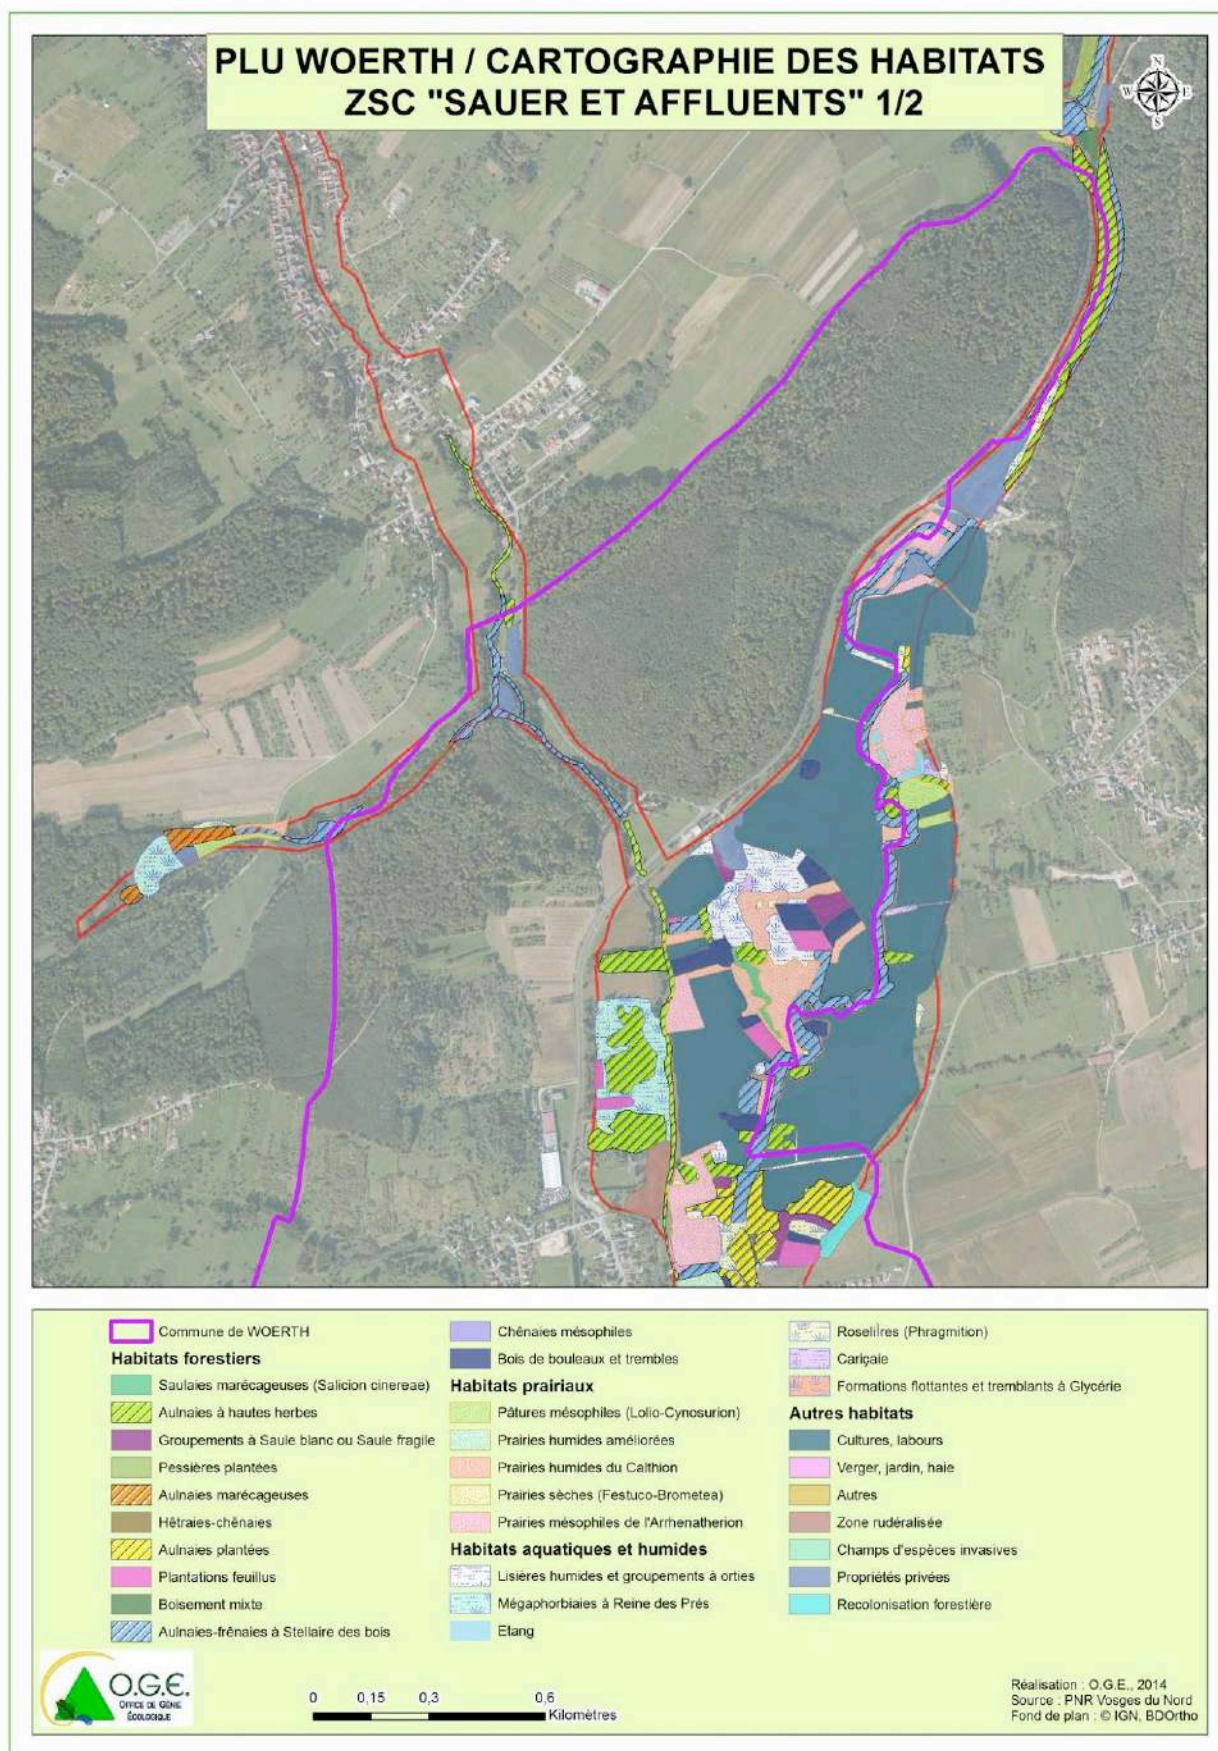 PLU WOERTH / CARTOGRAPHIE DES HABITATS
ZSC "SAUER ET AFFLUENTS" 1/2
N
W E
S
Commune de WOERTH
Habitats forestiers
Saulaies marécageuses (Salicion cinereae)
Aulnaies à hautes herbes
Groupements à Saule blanc ou Saule fragile
Pessières plantées
Aulnaies marécageuses
Hêtraies-chênaies
Aulnaies plantées
Plantations feuillus
Boisement mixte
Aulnaies-frênaies à Stellaire des bois
Chênaies mésophiles
Bois de bouleaux et trembles
Habitats prairiaux
Pâtures mésophiles (Lolio-Cynosurion)
Prairies humides améliorées
Prairies humides du Calthion
Prairies sèches (Festuco-Brometea)
Prairies mésophiles de l'Arrhenatherion
Habitats aquatiques et humides
Lisières humides et groupements à orties
Mégaphorbiaies à Reine des Prés
Etang
Roselìlres (Phragmition)
Cariçaie
Formations flottantes et tremblants à Glycérie
Autres habitats
Cultures, labours
Verger, jardin, haie
Autres
Zone rudéralisée
Champs d'espèces invasives
Propriétés privées
Recolonisation forestière
O.G.E.
OFFICE DE GÉNIE
ÉCOLOGIQUE
0 0,15 0,3 0,6
Kilomètres
Réalisation : O.G.E., 2014
Source : PNR Vosges du Nord
Fond de plan : © IGN, BDOrtho